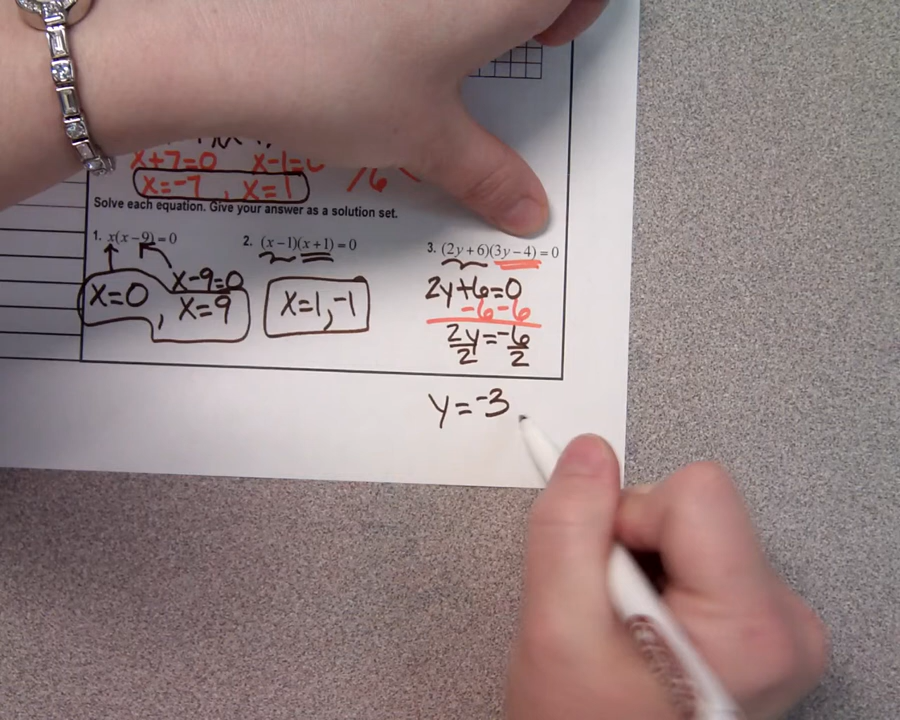 x+7=0 x-1=
x=-7, x=1
Solve each equation. Give your answer as a solution set.
1. x(x-9)=0 2. (x-1)(x+1)=0 3. (2y+6)(3y-4)=0
x=0, x-9=0
x=9
x=1,-1
2y+6=0
-6 -6
2y/2=-6/2
y=-3